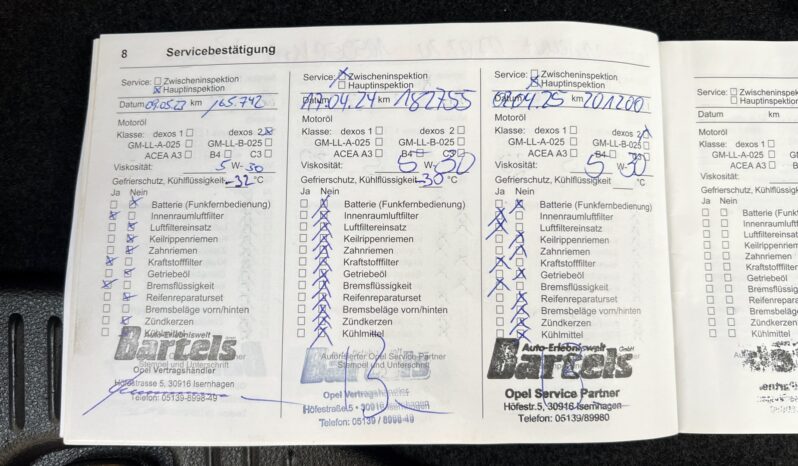 8 Servicebestätigung
Service: Zwischeninspektion
Hauptinspektion
Datum 09.05.23 km 165.742
Motoröl
Klasse: dexos 1 dexos 2
GM-LL-A-025 GM-LL-B-025
ACEA A3 B4 C3
Viskosität: 5 W- 30
Gefrierschutz, Kühlflüssigkeit -32 °C
Ja Nein
Batterie (Funkfernbedienung)
Innenraumluftfilter
Luftfiltereinsatz
Keilrippenriemen
Zahnriemen
Kraftstofffilter
Getriebeöl
Bremsflüssigkeit
Reifenreparaturset
Bremsbeläge vorn/hinten
Zündkerzen
Kühlmittel
Auto-Erlebniswelt
Bartels
Stempel und Unterschrift
Opel Vertragshändler
Höfestrasse 5, 30916 Isernhagen
Telefon: 05139-8998-49
Service: Zwischeninspektion
Hauptinspektion
Datum 17.04.24 km 182755
Motoröl
Klasse: dexos 1 dexos 2
GM-LL-A-025 GM-LL-B-025
ACEA A3 B4 C3
Viskosität: 5 W- 30
Gefrierschutz, Kühlflüssigkeit -30 °C
Ja Nein
Batterie (Funkfernbedienung)
Innenraumluftfilter
Luftfiltereinsatz
Keilrippenriemen
Zahnriemen
Kraftstofffilter
Getriebeöl
Bremsflüssigkeit
Reifenreparaturset
Bremsbeläge vorn/hinten
Zündkerzen
Kühlmittel
Autorisierter Opel Service-Partner
Stempel und Unterschrift
Bartels
Opel Vertragshändler
Höfestraße 5 • 30916 Isernhagen
Telefon: 05139 / 8998-49
Service: Zwischeninspektion
Hauptinspektion
Datum 02.04.25 km 201200
Motoröl
Klasse: dexos 1 dexos 2
GM-LL-A-025 GM-LL-B-025
ACEA A3 B4 C3
Viskosität: 5 W- 30
Gefrierschutz, Kühlflüssigkeit °C
Ja Nein
Batterie (Funkfernbedienung)
Innenraumluftfilter
Luftfiltereinsatz
Keilrippenriemen
Zahnriemen
Kraftstofffilter
Getriebeöl
Bremsflüssigkeit
Reifenreparaturset
Bremsbeläge vorn/hinten
Zündkerzen
Kühlmittel
Auto-Erlebniswelt GmbH
Bartels
Opel Service Partner
Höfestr.5, 30916 Isernhagen
Telefon: 05139/89980
Service: Zwischeninspektion
Hauptinspektion
Datum km
Motoröl
Klasse: dexos 1
GM-LL-A-025
ACEA A3
Viskosität:
Gefrierschutz, Kühlflüssigk
Ja Nein
Batterie (Funkf
Innenraumluft
Luftfiltereinsatz
Keilrippenriem
Zahnriemen
Kraftstofffilter
Getriebeöl
Bremsflüssigk
Reifenreparatu
Bremsbeläge
Zündkerzen
Kühlmittel